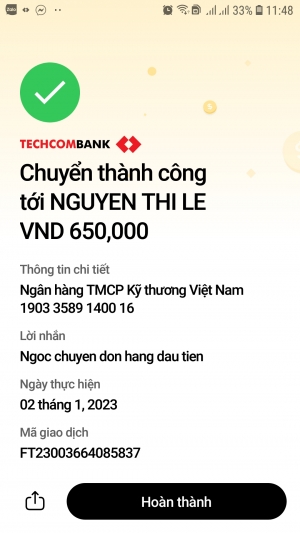 Zalo 33% 11:48
TECHCOMBANK
Chuyển thành công
tới NGUYEN THI LE
VND 650,000
Thông tin chi tiết
Ngân hàng TMCP Kỹ thương Việt Nam
1903 3589 1400 16
Lời nhắn
Ngoc chuyen don hang dau tien
Ngày thực hiện
02 tháng 1, 2023
Mã giao dịch
FT23003664085837
Hoàn thành